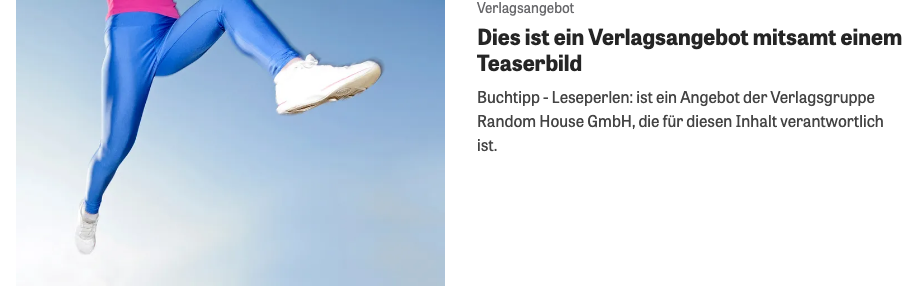 Verlagsangebot
Dies ist ein Verlagsangebot mitsamt einem
Teaserbild
Buchtipp - Leseperlen: ist ein Angebot der Verlagsgruppe
Random House GmbH, die für diesen Inhalt verantwortlich
ist.